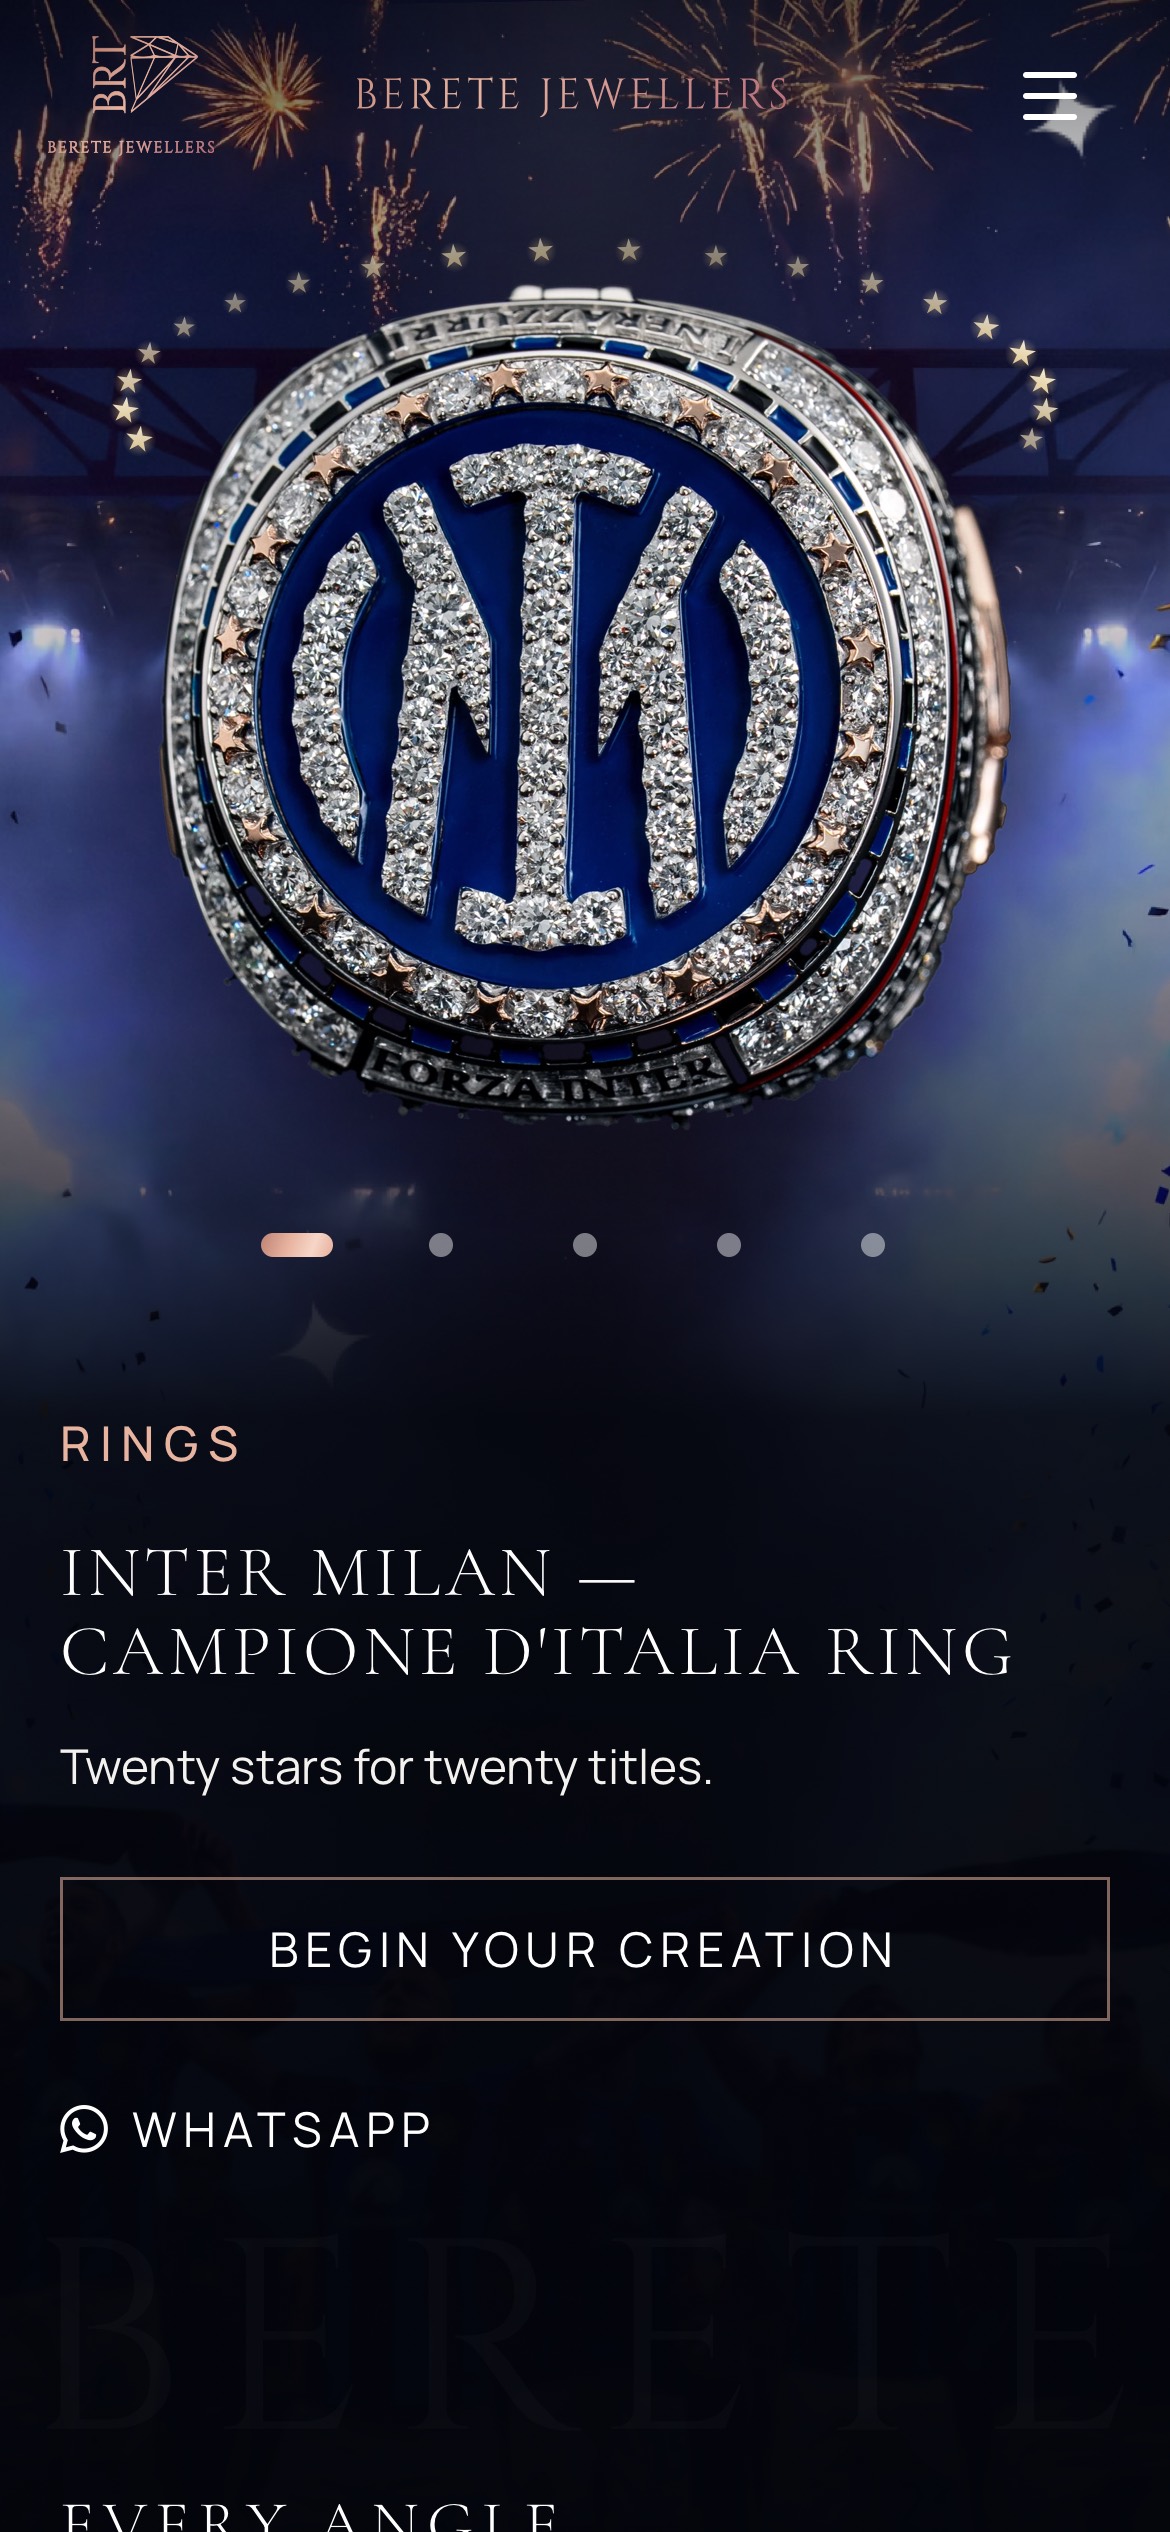 BRT
BERETE JEWELLERS
BERETE JEWELLERS
NERAZZURRI
FORZA INTER
RINGS
INTER MILAN —
CAMPIONE D'ITALIA RING
Twenty stars for twenty titles.
BEGIN YOUR CREATION
WHATSAPP
BERETE
EVERY ANGLE